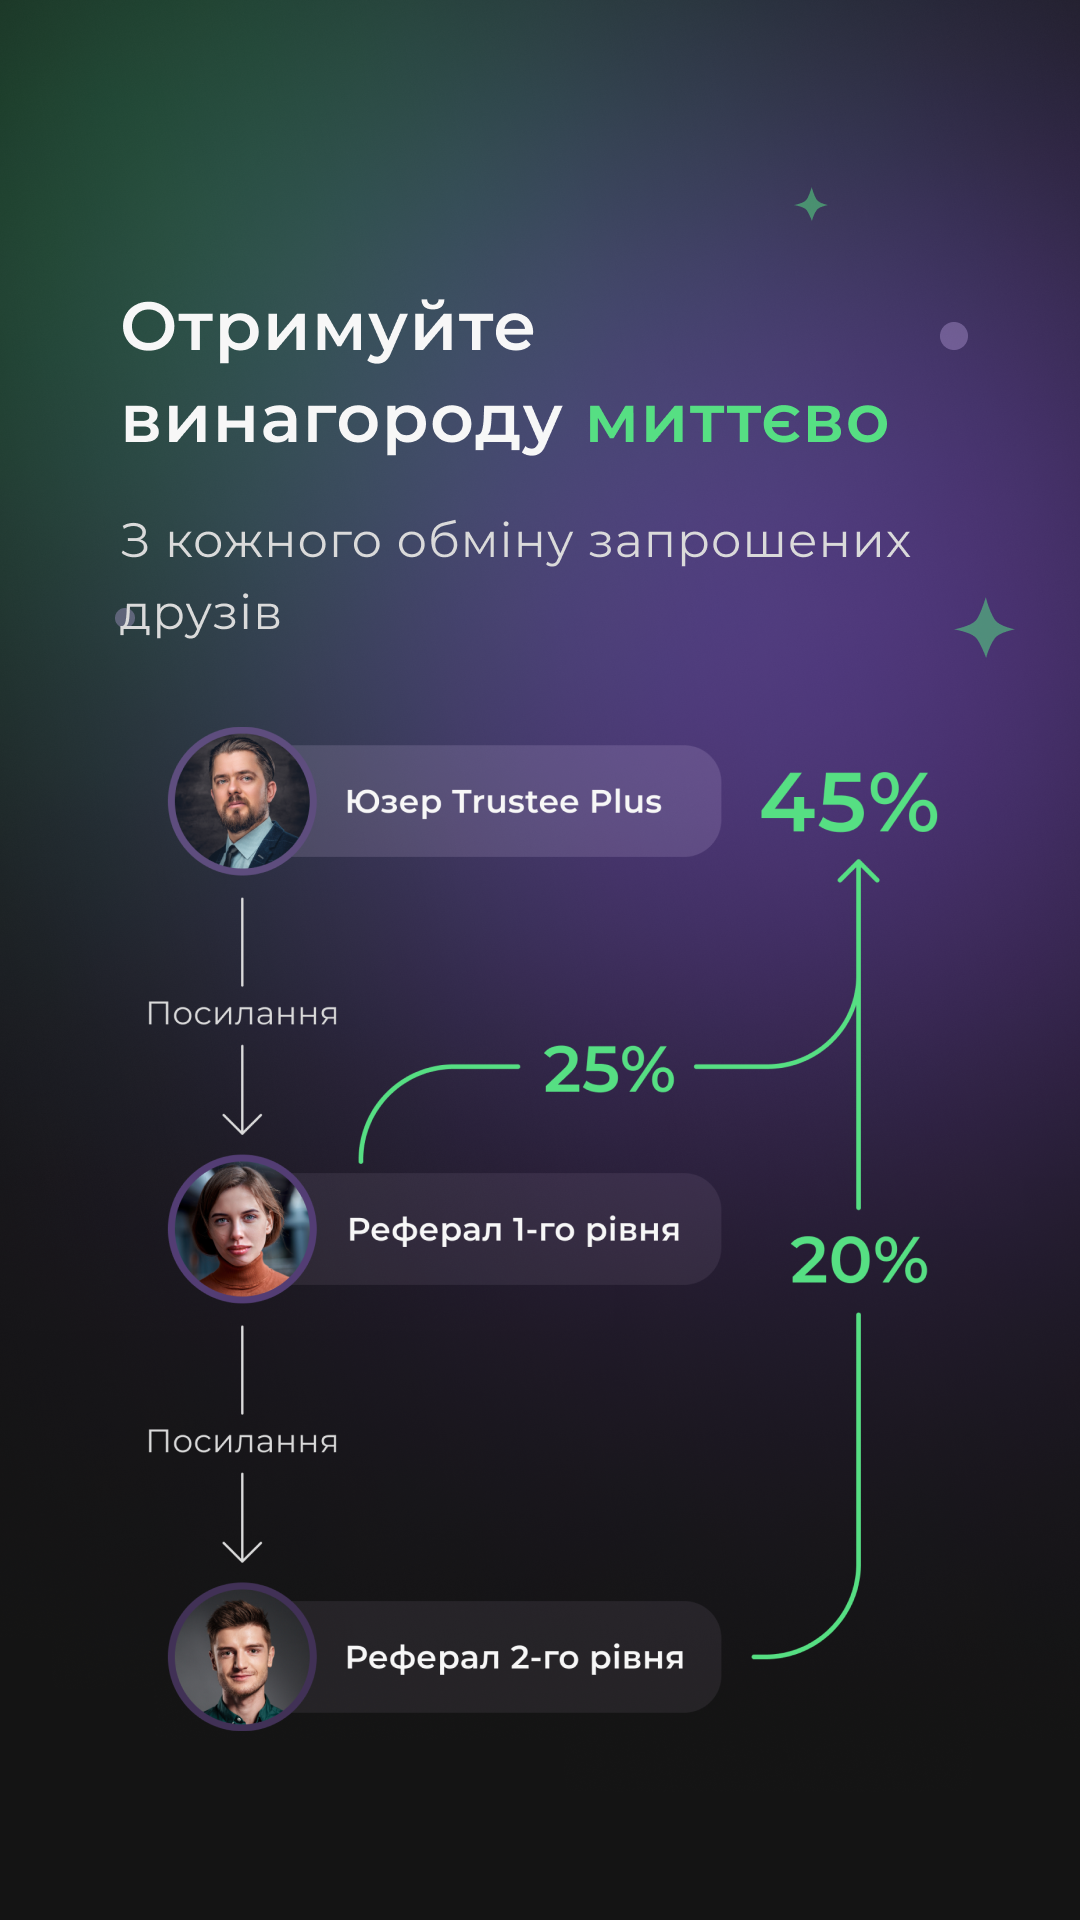 Отримуйте
винагороду миттєво
З кожного обміну запрошених
друзів
Юзер Trustee Plus
45%
Посилання
25%
Реферал 1-го рівня
20%
Посилання
Реферал 2-го рівня